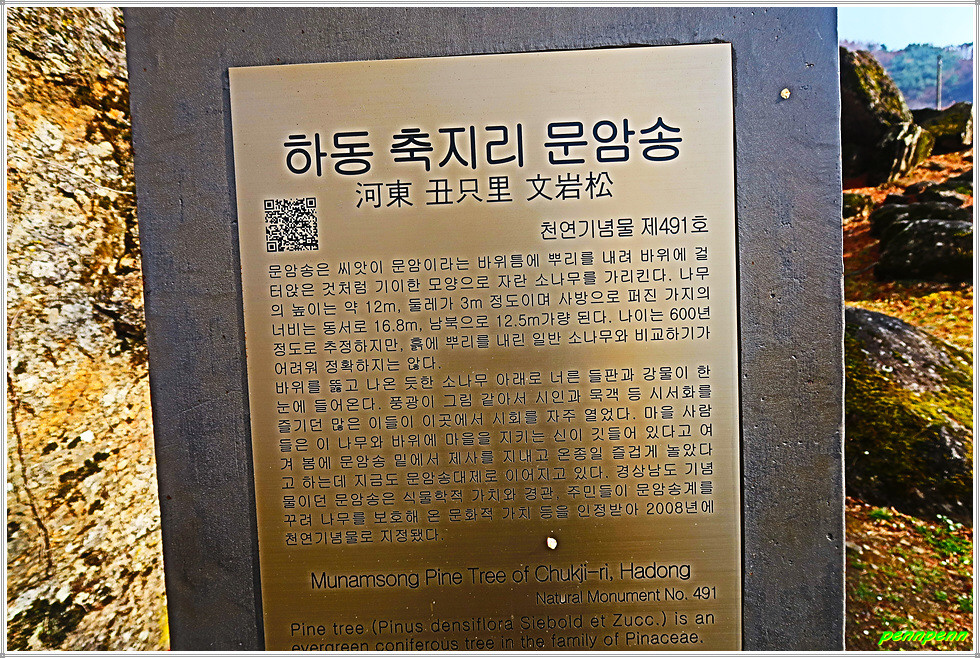 하동 축지리 문암송
河東 丑只里 文岩松
천연기념물 제491호
문암송은 씨앗이 문암이라는 바위틈에 뿌리를 내려 바위에 걸
터앉은 것처럼 기이한 모양으로 자란 소나무를 가리킨다. 나무
의 높이는 약 12m, 둘레가 3m 정도이며 사방으로 퍼진 가지의
너비는 동서로 16.8m, 남북으로 12.5m가량 된다. 나이는 600년
정도로 추정하지만, 흙에 뿌리를 내린 일반 소나무와 비교하기가
어려워 정확하지는 않다.
바위를 뚫고 나온 듯한 소나무 아래로 너른 들판과 강물이 한
눈에 들어온다. 풍광이 그림 같아서 시인과 묵객 등 시서화를
즐기던 많은 이들이 이곳에서 시회를 자주 열었다. 마을 사람
들은 이 나무와 바위에 마을을 지키는 신이 깃들어 있다고 여
겨 봄에 문암송 밑에서 제사를 지내고 온종일 즐겁게 놀았다
고 하는데 지금도 문암송대제로 이어지고 있다. 경상남도 기념
물이던 문암송은 식물학적 가치와 경관, 주민들이 문암송계를
꾸려 나무를 보호해 온 문화적 가치 등을 인정받아 2008년에
천연기념물로 지정됐다.
Munamsong Pine Tree of Chukji-ri, Hadong
Natural Monument No. 491
Pine tree (Pinus densiflora Siebold et Zucc.) is an
evergreen coniferous tree in the family of Pinaceae.
pennpenn